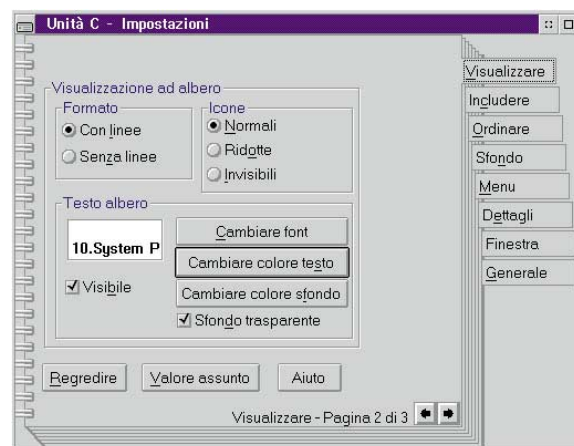 Unità C - Impostazioni
Visualizzare
Includere
Ordinare
Sfondo
Menu
Dettagli
Finestra
Generale
Visualizzazione ad albero
Formato
Con linee
Senza linee
Icone
Normali
Ridotte
Invisibili
Testo albero
10.System P
Visibile
Cambiare font
Cambiare colore testo
Cambiare colore sfondo
Sfondo trasparente
Regredire
Valore assunto
Aiuto
Visualizzare - Pagina 2 di 3